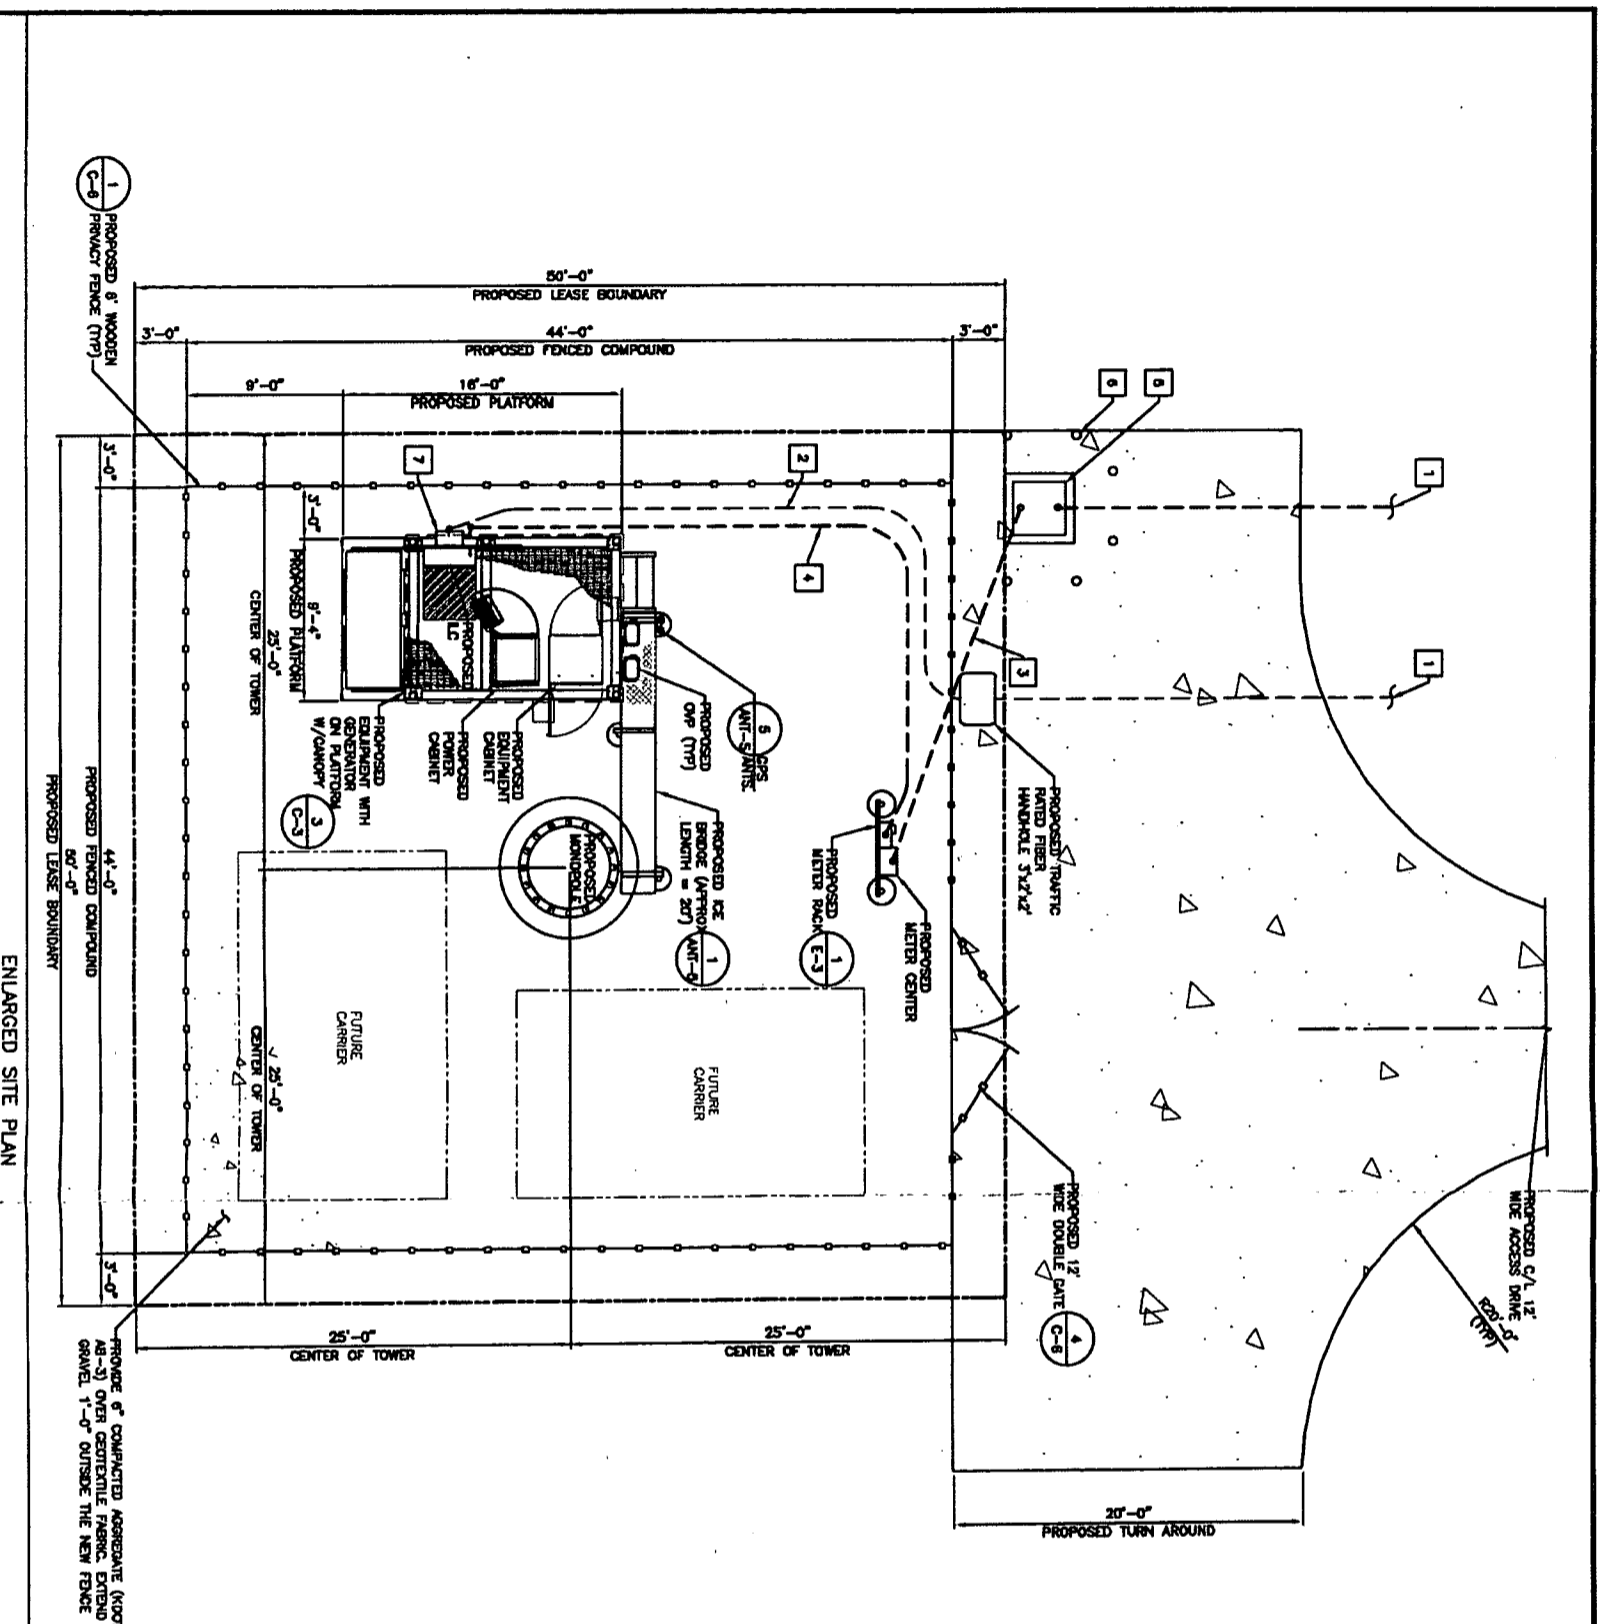 50'-0"
PROPOSED LEASE BOUNDARY
3'-0"
44'-0"
3'-0"
PROPOSED FENCED COMPOUND
9'-0"
16'-0"
PROPOSED PLATFORM
1
C-6
PROPOSED 6' WOODEN
PRIVACY FENCE (TYP)
6
5
1
7
2
4
3
1
3'-0"
3'-0"
9'-4"
PROPOSED PLATFORM
25'-0"
CENTER OF TOWER
PROPOSED
ILC
PROPOSED
EQUIPMENT WITH
GENERATOR
ON PLATFORM
W/CANOPY
3
C-3
PROPOSED
POWER
CABINET
PROPOSED
EQUIPMENT
CABINET
PROPOSED
OVP (TYP)
5
ANT-5
GPS
ANTS.
PROPOSED
MONOPOLE
PROPOSED ICE
BRIDGE (APPROX
LENGTH = 20')
1
PROPOSED
METER RACK
1
E-3
PROPOSED
METER CENTER
PROPOSED TRAFFIC
RATED FIBER
HANDHOLE 3'x2'x2'
FUTURE
CARRIER
FUTURE
CARRIER
25'-0"
CENTER OF TOWER
44'-0"
PROPOSED FENCED COMPOUND
50'-0"
PROPOSED LEASE BOUNDARY
3'-0"
PROPOSED 12'
WIDE DOUBLE GATE
4
C-6
PROPOSED C/L 12'
WIDE ACCESS DRIVE
R20'-0"
(TYP)
25'-0"
CENTER OF TOWER
25'-0"
CENTER OF TOWER
20'-0"
PROPOSED TURN AROUND
PROVIDE 6" COMPACTED AGGREGATE (KDOT
AB-3) OVER GEOTEXTILE FABRIC. EXTEND
GRAVEL 1'-0" OUTSIDE THE NEW FENCE
ENLARGED SITE PLAN